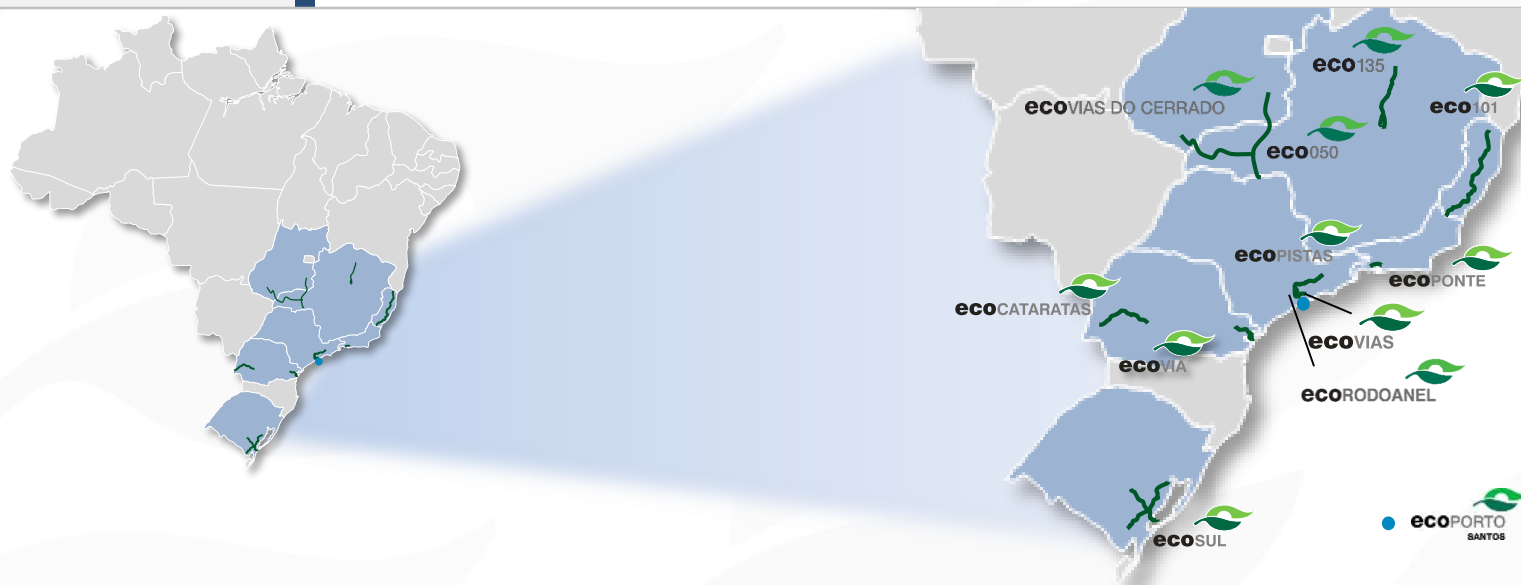 eco135
eco101
ecoVIAS DO CERRADO
eco050
ecoPISTAS
ecoPONTE
ecoCATARATAS
ecoVIAS
ecoVIA
ecoRODOANEL
ecoPORTO
SANTOS
ecoSUL